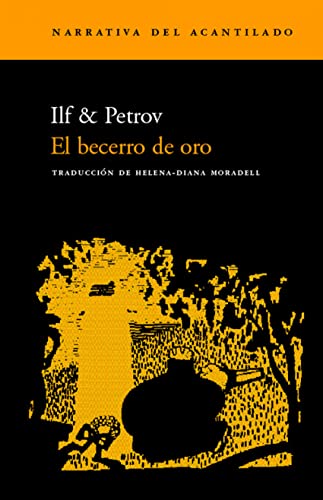 NARRATIVA DEL ACANTILADO
Ilf & Petrov
El becerro de oro
TRADUCCIÓN DE HELENA-DIANA MORADELL